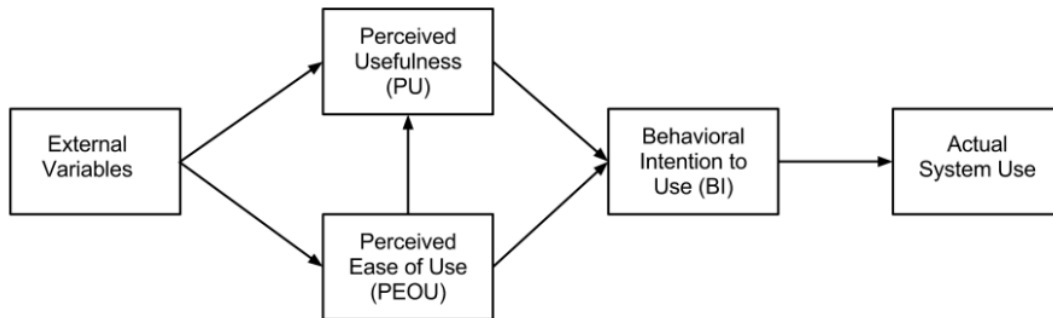 External
Variables
Perceived
Usefulness
(PU)
Perceived
Ease of Use
(PEOU)
Behavioral
Intention to
Use (BI)
Actual
System Use